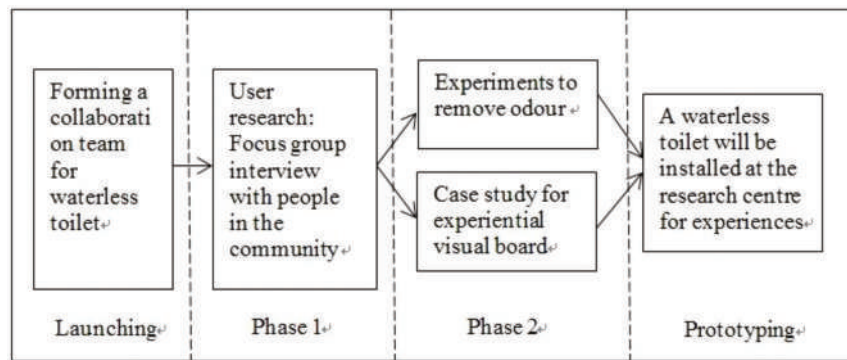 Forming a
collaborati
on team
for
waterless
toilet
User
research:
Focus group
interview
with people
in the
community
Experiments to
remove odour
Case study for
experiential
visual board
A waterless
toilet will be
installed at the
research centre
for experiences
Launching
Phase 1
Phase 2
Prototyping